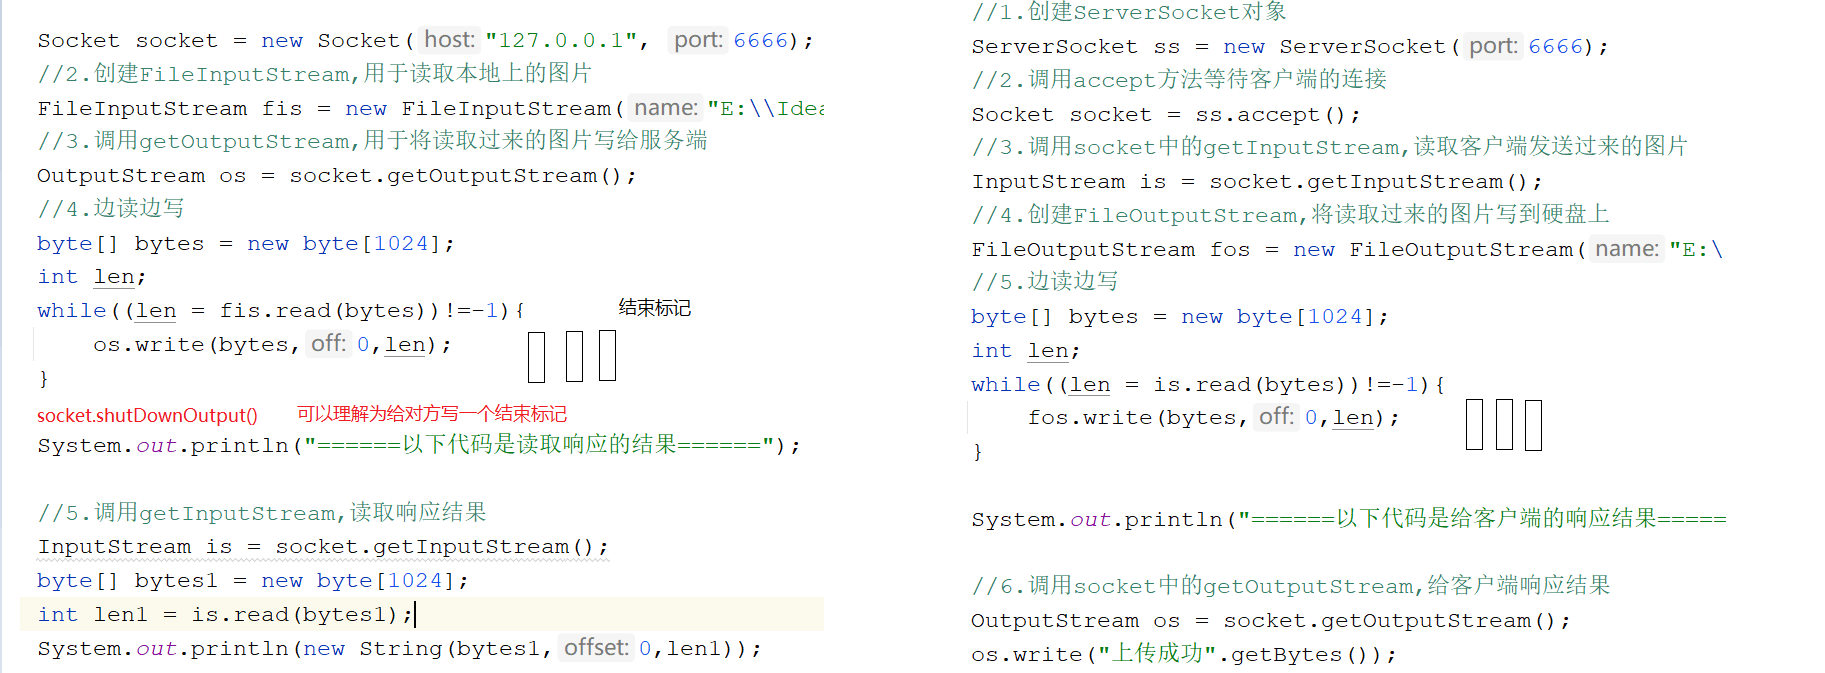 Socket socket = new Socket( host: "127.0.0.1", port: 6666);
//2.创建FileInputStream,用于读取本地上的图片
FileInputStream fis = new FileInputStream( name: "E:\\Idea
//3.调用getOutputStream,用于将读取过来的图片写给服务端
OutputStream os = socket.getOutputStream();
//4.边读边写
byte[] bytes = new byte[1024];
int len;
while((len = fis.read(bytes))!=-1){
结束标记
os.write(bytes, off: 0,len);
}
socket.shutDownOutput() 可以理解为给对方写一个结束标记
System.out.println("======以下代码是读取响应的结果======");
//5.调用getInputStream,读取响应结果
InputStream is = socket.getInputStream();
byte[] bytes1 = new byte[1024];
int len1 = is.read(bytes1);
System.out.println(new String(bytes1, offset: 0,len1));
//1.创建ServerSocket对象
ServerSocket ss = new ServerSocket( port: 6666);
//2.调用accept方法等待客户端的连接
Socket socket = ss.accept();
//3.调用socket中的getInputStream,读取客户端发送过来的图片
InputStream is = socket.getInputStream();
//4.创建FileOutputStream,将读取过来的图片写到硬盘上
FileOutputStream fos = new FileOutputStream( name: "E:\
//5.边读边写
byte[] bytes = new byte[1024];
int len;
while((len = is.read(bytes))!=-1){
fos.write(bytes, off: 0,len);
}
System.out.println("======以下代码是给客户端的响应结果=====
//6.调用socket中的getOutputStream,给客户端响应结果
OutputStream os = socket.getOutputStream();
os.write("上传成功".getBytes());